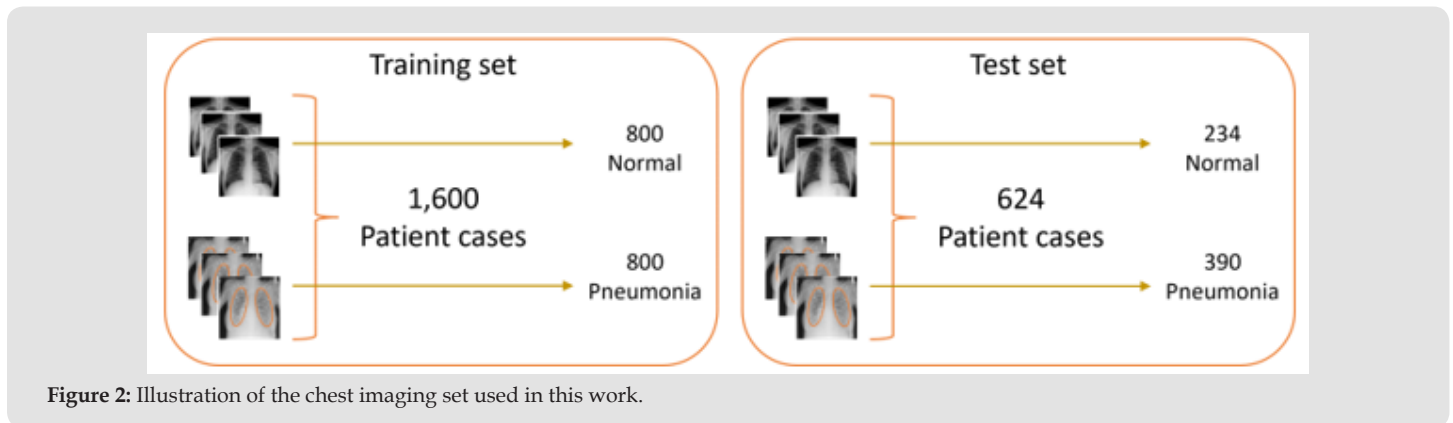 Training set
800
Normal
1,600
Patient cases
800
Pneumonia
Test set
234
Normal
624
Patient cases
390
Pneumonia
Figure 2: Illustration of the chest imaging set used in this work.